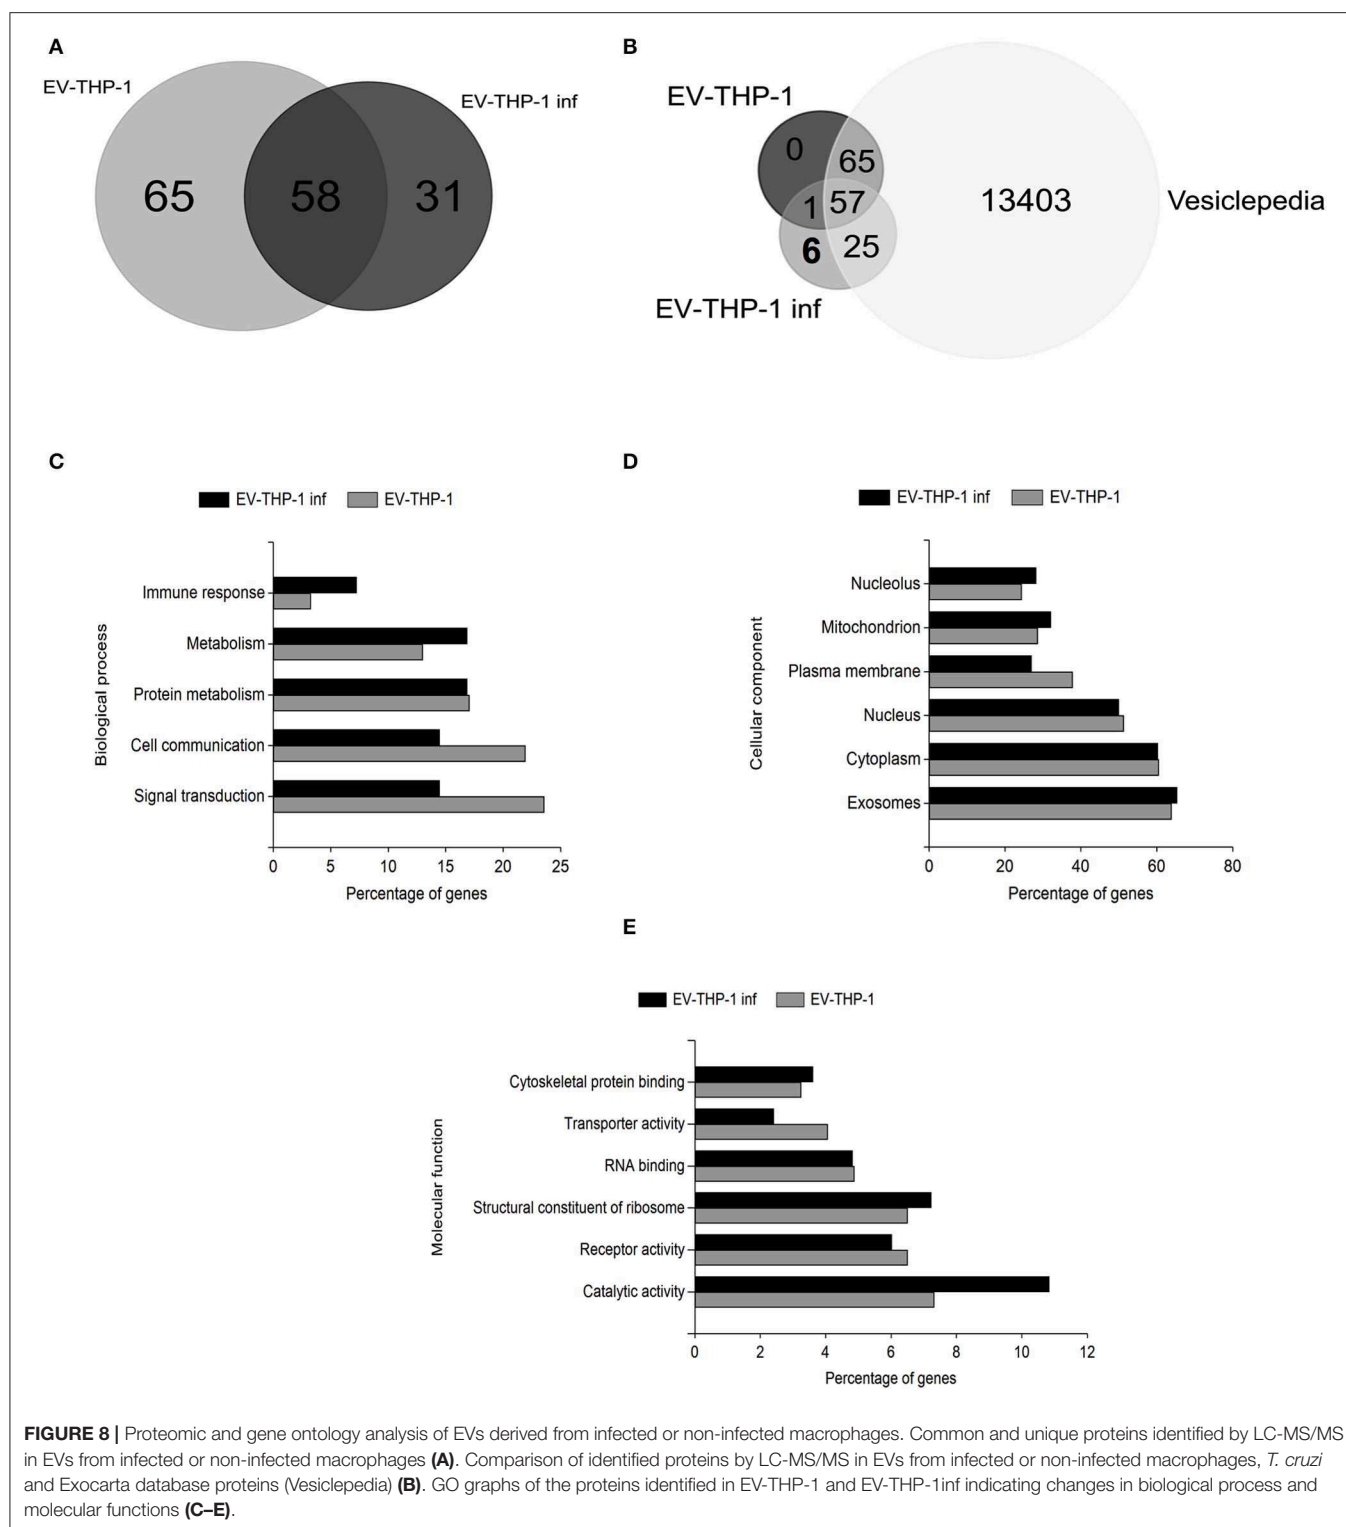 A
EV-THP-1
EV-THP-1 inf
65
58
31
B
EV-THP-1
0
65
1
57
13403
Vesiclepedia
6
25
EV-THP-1 inf
C
EV-THP-1 inf
EV-THP-1
Biological process
Immune response
Metabolism
Protein metabolism
Cell communication
Signal transduction
0 5 10 15 20 25
Percentage of genes
D
EV-THP-1 inf
EV-THP-1
Cellular component
Nucleolus
Mitochondrion
Plasma membrane
Nucleus
Cytoplasm
Exosomes
0 20 40 60 80
Percentage of genes
E
EV-THP-1 inf
EV-THP-1
Molecular function
Cytoskeletal protein binding
Transporter activity
RNA binding
Structural constituent of ribosome
Receptor activity
Catalytic activity
0 2 4 6 8 10 12
Percentage of genes
FIGURE 8 | Proteomic and gene ontology analysis of EVs derived from infected or non-infected macrophages. Common and unique proteins identified by LC-MS/MS
in EVs from infected or non-infected macrophages (A). Comparison of identified proteins by LC-MS/MS in EVs from infected or non-infected macrophages, T. cruzi
and Exocarta database proteins (Vesiclepedia) (B). GO graphs of the proteins identified in EV-THP-1 and EV-THP-1inf indicating changes in biological process and
molecular functions (C–E).